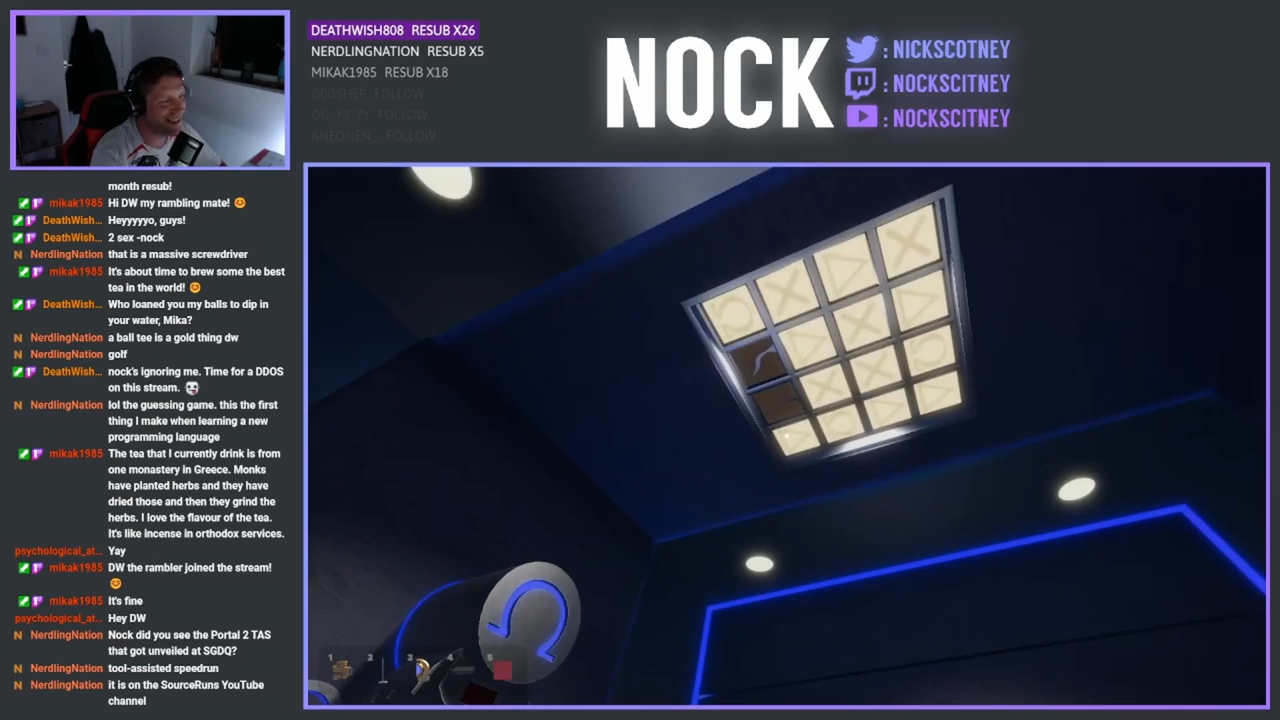 DEATHWISH808 RESUB X26
NERDLINGNATION RESUB X5
MIKAK1985 RESUB X18
DOGSHEP FOLLOW
ANEONEN_ FOLLOW
NOCK
: NICKSCOTNEY
: NOCKSCITNEY
: NOCKSCITNEY
month resub!
mikak1985 Hi DW my rambling mate! 😊
DeathWish... Heyyyyyo, guys!
DeathWish... 2 sex -nock
N NerdlingNation that is a massive screwdriver
mikak1985 It's about time to brew some the best
tea in the world! 😊
DeathWish... Who loaned you my balls to dip in
your water, Mika?
N NerdlingNation a ball tee is a gold thing dw
N NerdlingNation golf
DeathWish... nock's ignoring me. Time for a DDOS
on this stream.
N NerdlingNation lol the guessing game. this the first
thing I make when learning a new
programming language
mikak1985 The tea that I currently drink is from
one monastery in Greece. Monks
have planted herbs and they have
dried those and then they grind the
herbs. I love the flavour of the tea.
It's like incense in orthodox services.
psychological_at... Yay
mikak1985 DW the rambler joined the stream!
😊
mikak1985 It's fine
psychological_at... Hey DW
N NerdlingNation Nock did you see the Portal 2 TAS
that got unveiled at SGDQ?
N NerdlingNation tool-assisted speedrun
N NerdlingNation it is on the SourceRuns YouTube
channel
1 2 3 4 5